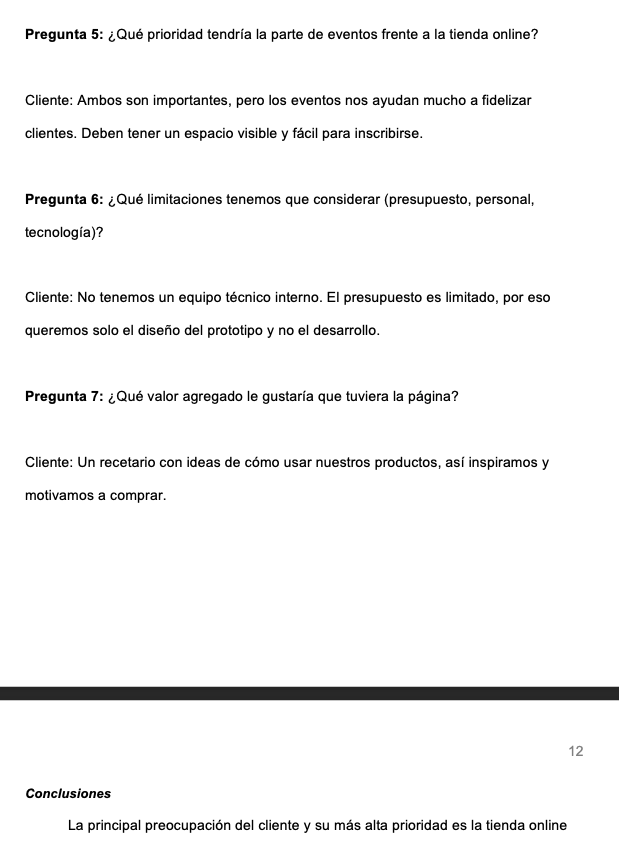 Pregunta 5: ¿Qué prioridad tendría la parte de eventos frente a la tienda online?
Cliente: Ambos son importantes, pero los eventos nos ayudan mucho a fidelizar
clientes. Deben tener un espacio visible y fácil para inscribirse.
Pregunta 6: ¿Qué limitaciones tenemos que considerar (presupuesto, personal,
tecnología)?
Cliente: No tenemos un equipo técnico interno. El presupuesto es limitado, por eso
queremos solo el diseño del prototipo y no el desarrollo.
Pregunta 7: ¿Qué valor agregado le gustaría que tuviera la página?
Cliente: Un recetario con ideas de cómo usar nuestros productos, así inspiramos y
motivamos a comprar.
12
Conclusiones
La principal preocupación del cliente y su más alta prioridad es la tienda online